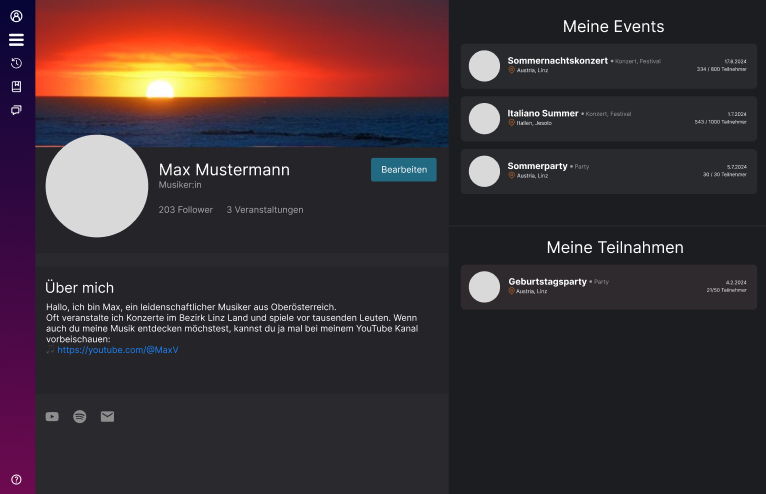 Max Mustermann
Musiker:in
203 Follower 3 Veranstaltungen
Bearbeiten
Über mich
Hallo, ich bin Max, ein leidenschaftlicher Musiker aus Oberösterreich.
Oft veranstalte ich Konzerte im Bezirk Linz Land und spiele vor tausenden Leuten. Wenn
auch du meine Musik entdecken möchstest, kannst du ja mal bei meinem YouTube Kanal
vorbeischauen:
https://youtube.com/@MaxV
Meine Events
Sommernachtskonzert • Konzert, Festival
Austria, Linz
17.6.2024
334 / 800 Teilnehmer
Italiano Summer • Konzert, Festival
Italien, Jesolo
1.7.2024
543 / 1000 Teilnehmer
Sommerparty • Party
Austria, Linz
5.7.2024
30 / 30 Teilnehmer
Meine Teilnahmen
Geburtstagsparty • Party
Austria, Linz
4.2.2024
21/50 Teilnehmer